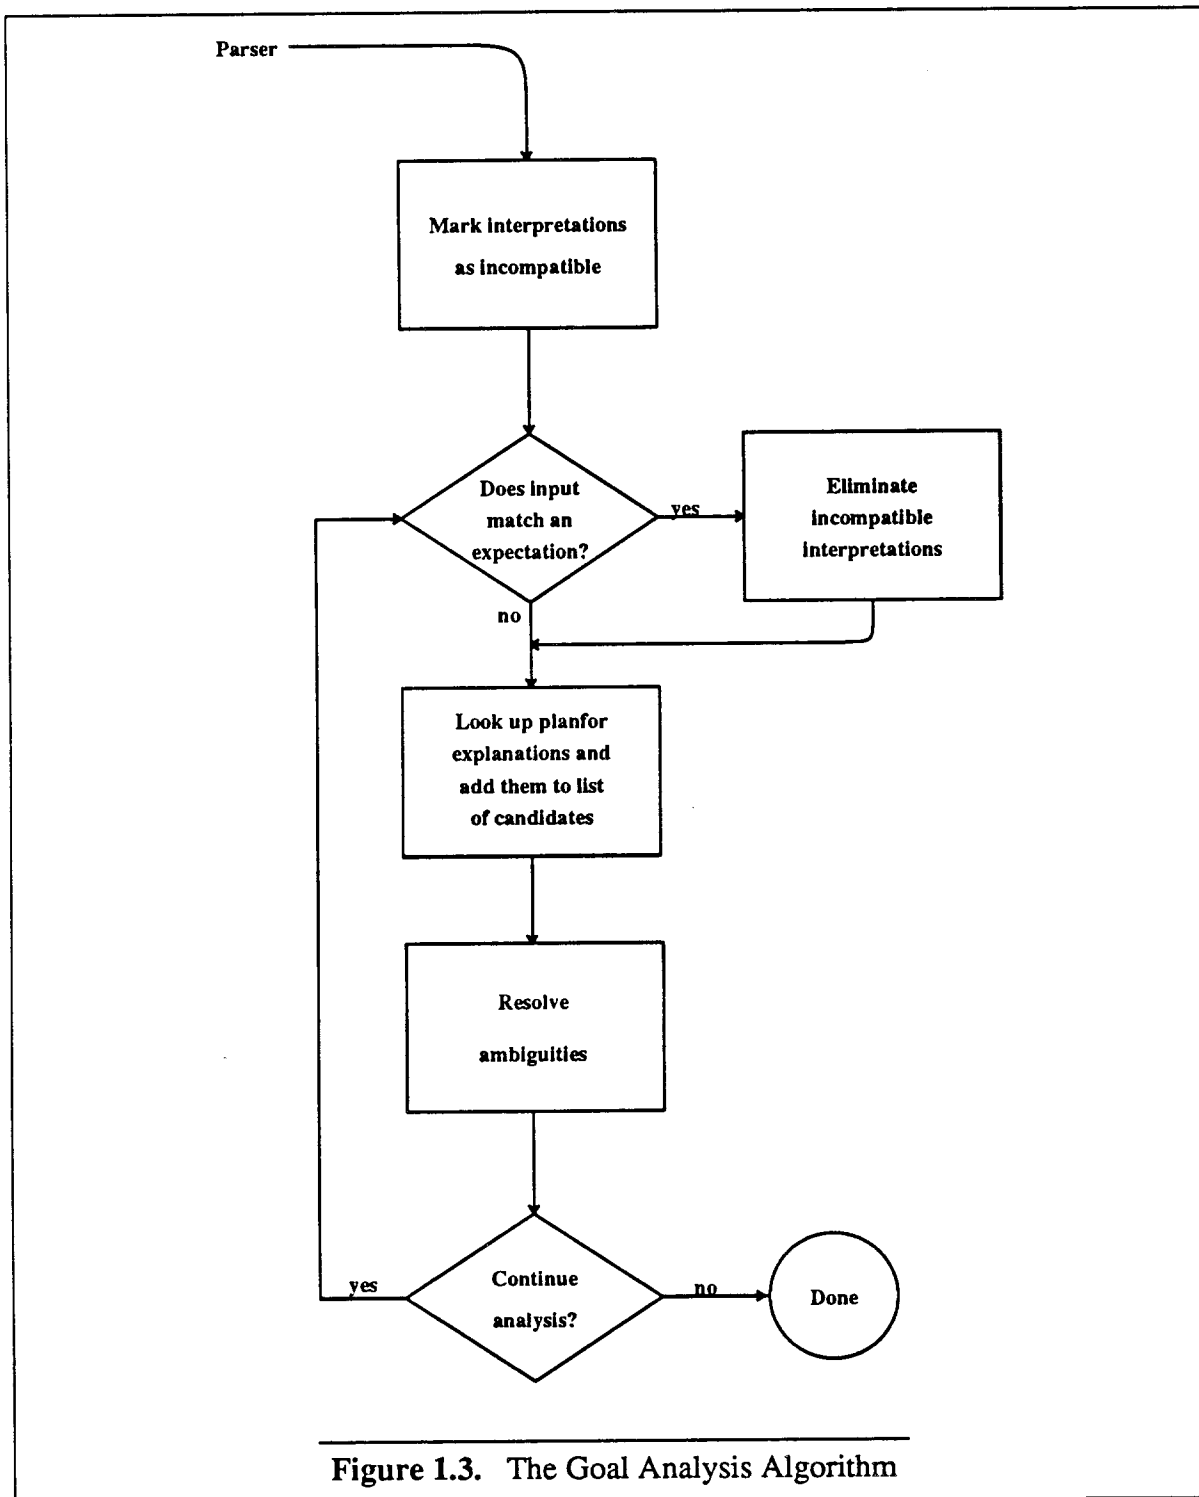 Parser
Mark interpretations
as incompatible
Does input
match an
expectation?
yes
Eliminate
incompatible
interpretations
no
Look up planfor
explanations and
add them to list
of candidates
Resolve
ambiguities
yes
Continue
analysis?
no
Done
Figure 1.3. The Goal Analysis Algorithm